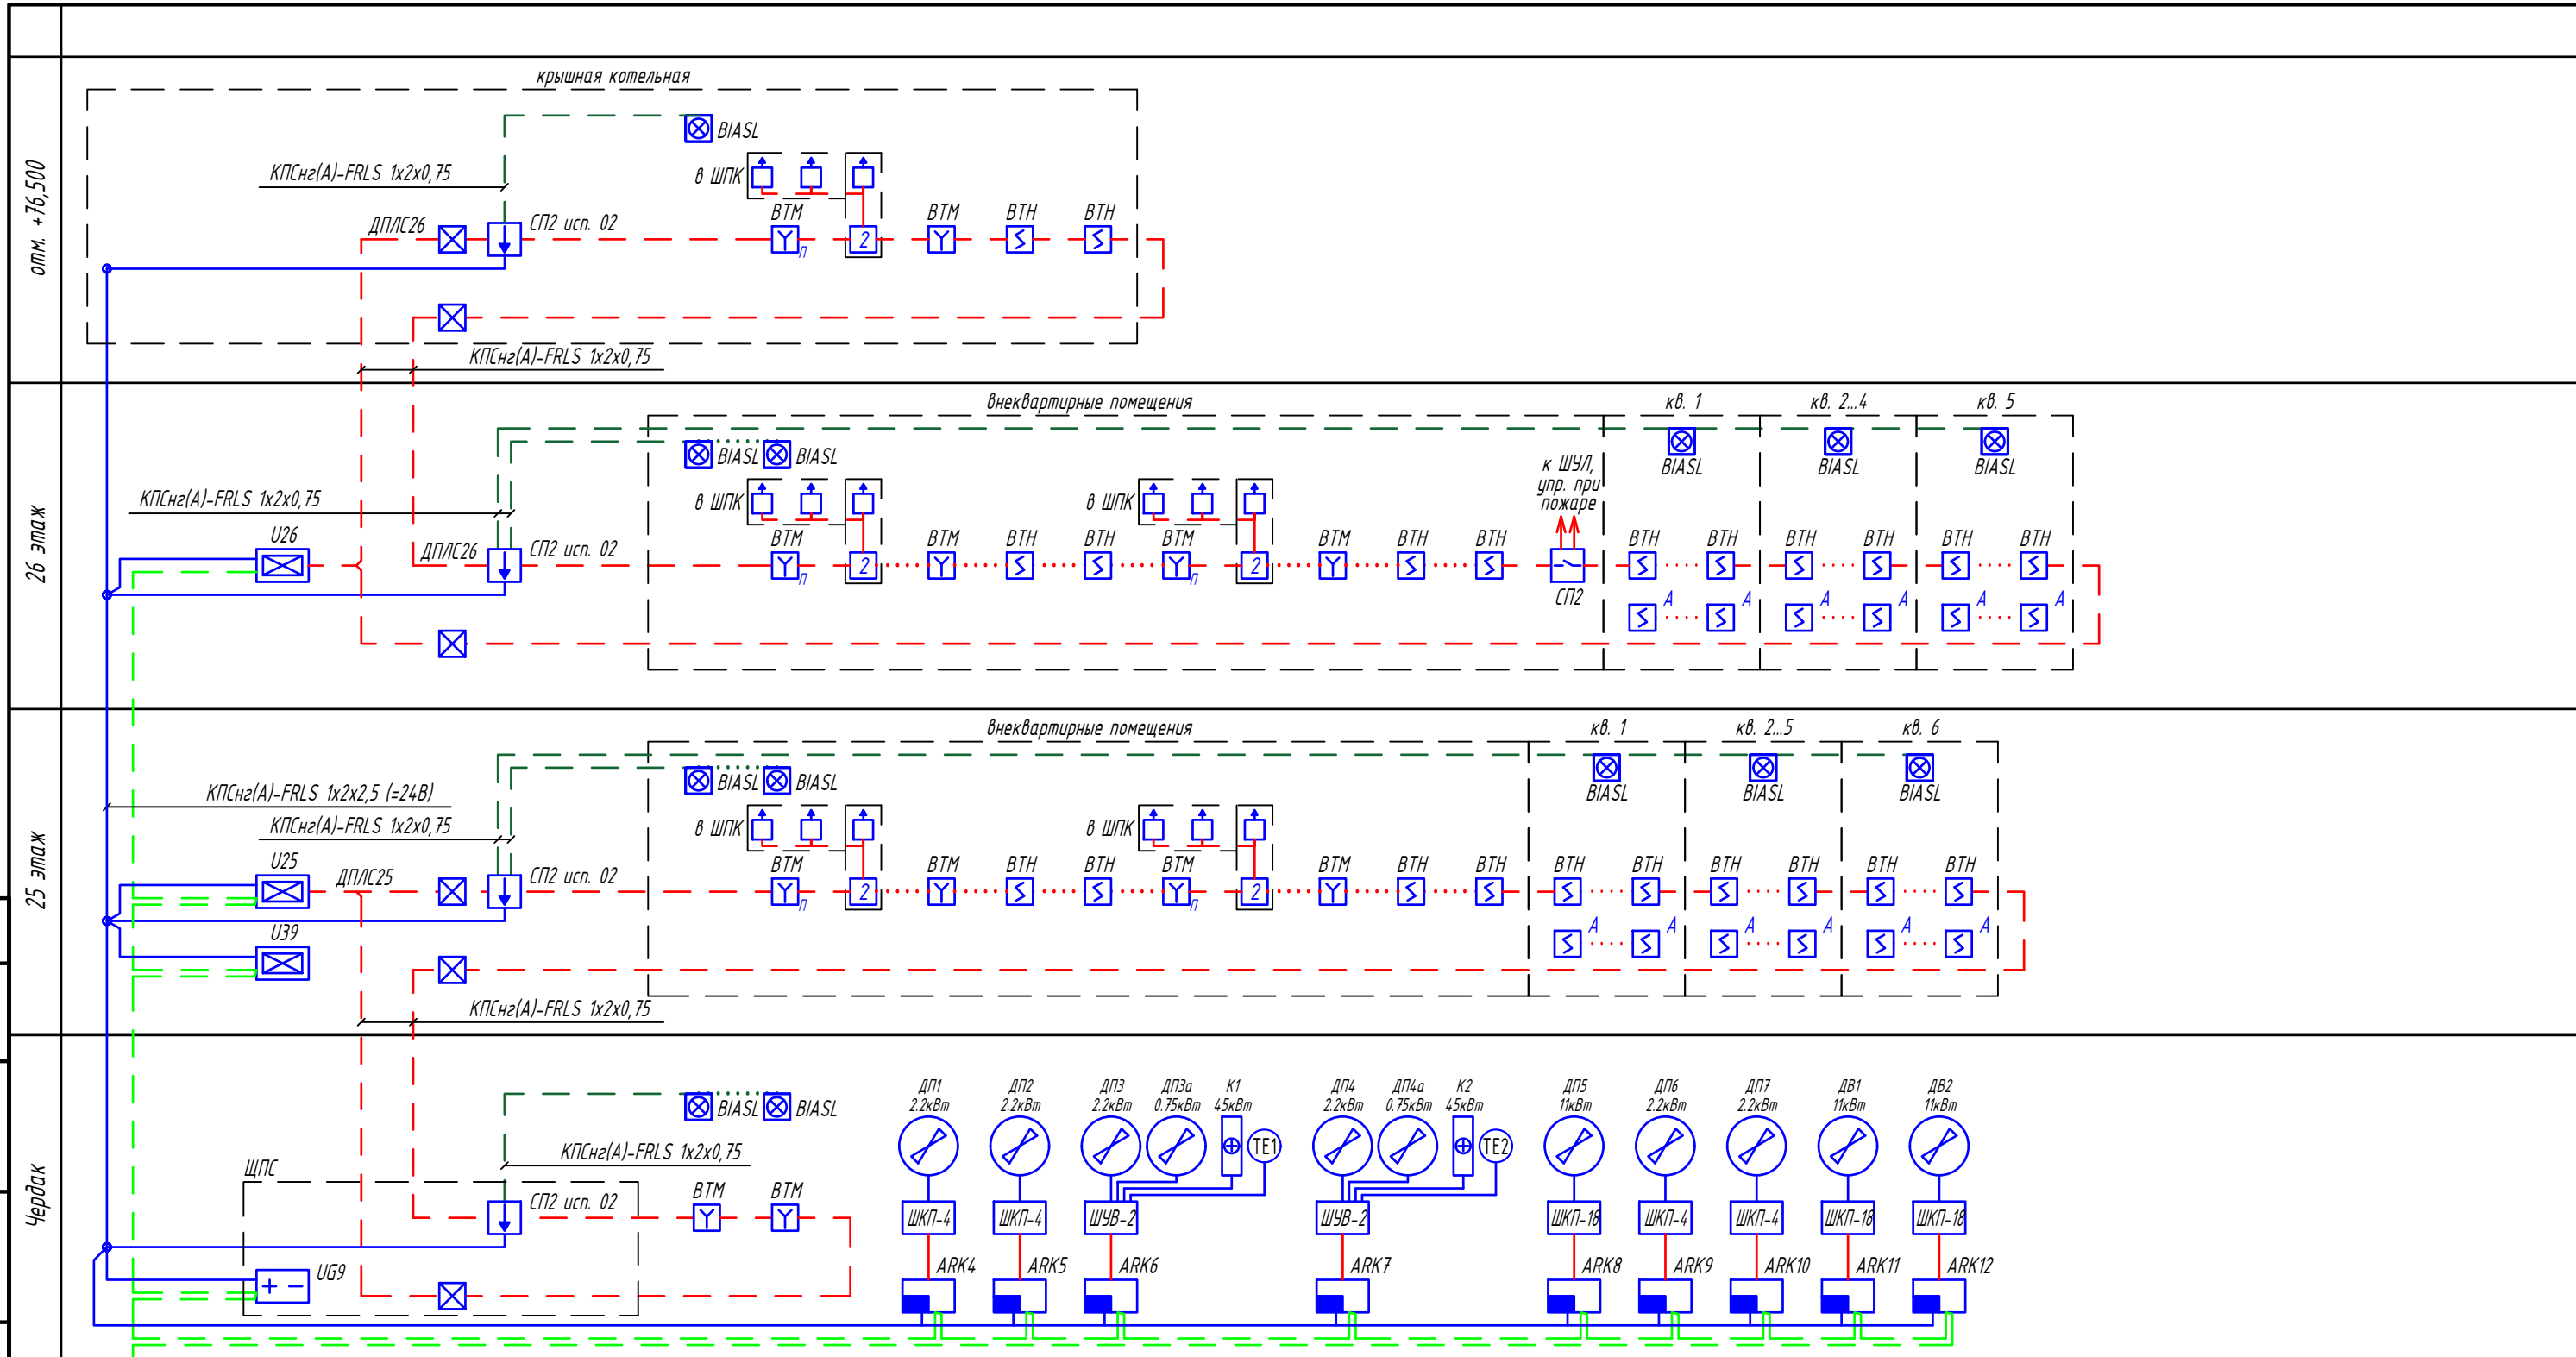 отм. +76,500
крышная котельная
BIASL
КПСнг(А)-FRLS 1х2х0,75
в ШПК
ДПЛС26
СП2 исп. 02
ВТМ
П
2
ВТМ
ВТН
ВТН
КПСнг(А)-FRLS 1х2х0,75
26 этаж
внеквартирные помещения
кв. 1
кв. 2...4
кв. 5
BIASL
BIASL
BIASL
BIASL
BIASL
к ШУЛ,
упр. при
пожаре
КПСнг(А)-FRLS 1х2х0,75
в ШПК
в ШПК
U26
ДПЛС26
СП2 исп. 02
ВТМ
П
2
ВТМ
ВТН
ВТН
ВТМ
П
2
ВТМ
ВТН
ВТН
СП2
ВТН
ВТН
ВТН
ВТН
ВТН
ВТН
А
А
А
А
А
А
25 этаж
внеквартирные помещения
кв. 1
кв. 2...5
кв. 6
BIASL
BIASL
BIASL
BIASL
BIASL
КПСнг(А)-FRLS 1х2х2,5 (=24В)
КПСнг(А)-FRLS 1х2х0,75
в ШПК
в ШПК
U25
ДПЛС25
СП2 исп. 02
ВТМ
П
2
ВТМ
ВТН
ВТН
ВТМ
П
2
ВТМ
ВТН
ВТН
ВТН
ВТН
ВТН
ВТН
ВТН
ВТН
А
А
А
А
А
А
U39
КПСнг(А)-FRLS 1х2х0,75
Чердак
BIASL
BIASL
КПСнг(А)-FRLS 1х2х0,75
ЩПС
СП2 исп. 02
ВТМ
ВТМ
UG9
ДП1
2.2кВт
ДП2
2.2кВт
ДП3
2.2кВт
ДП3а
0.75кВт
К1
45кВт
ТЕ1
ДП4
2.2кВт
ДП4а
0.75кВт
К2
45кВт
ТЕ2
ДП5
11кВт
ДП6
2.2кВт
ДП7
2.2кВт
ДВ1
11кВт
ДВ2
11кВт
ШКП-4
ШКП-4
ШУВ-2
ШУВ-2
ШКП-18
ШКП-4
ШКП-4
ШКП-18
ШКП-18
ARK4
ARK5
ARK6
ARK7
ARK8
ARK9
ARK10
ARK11
ARK12